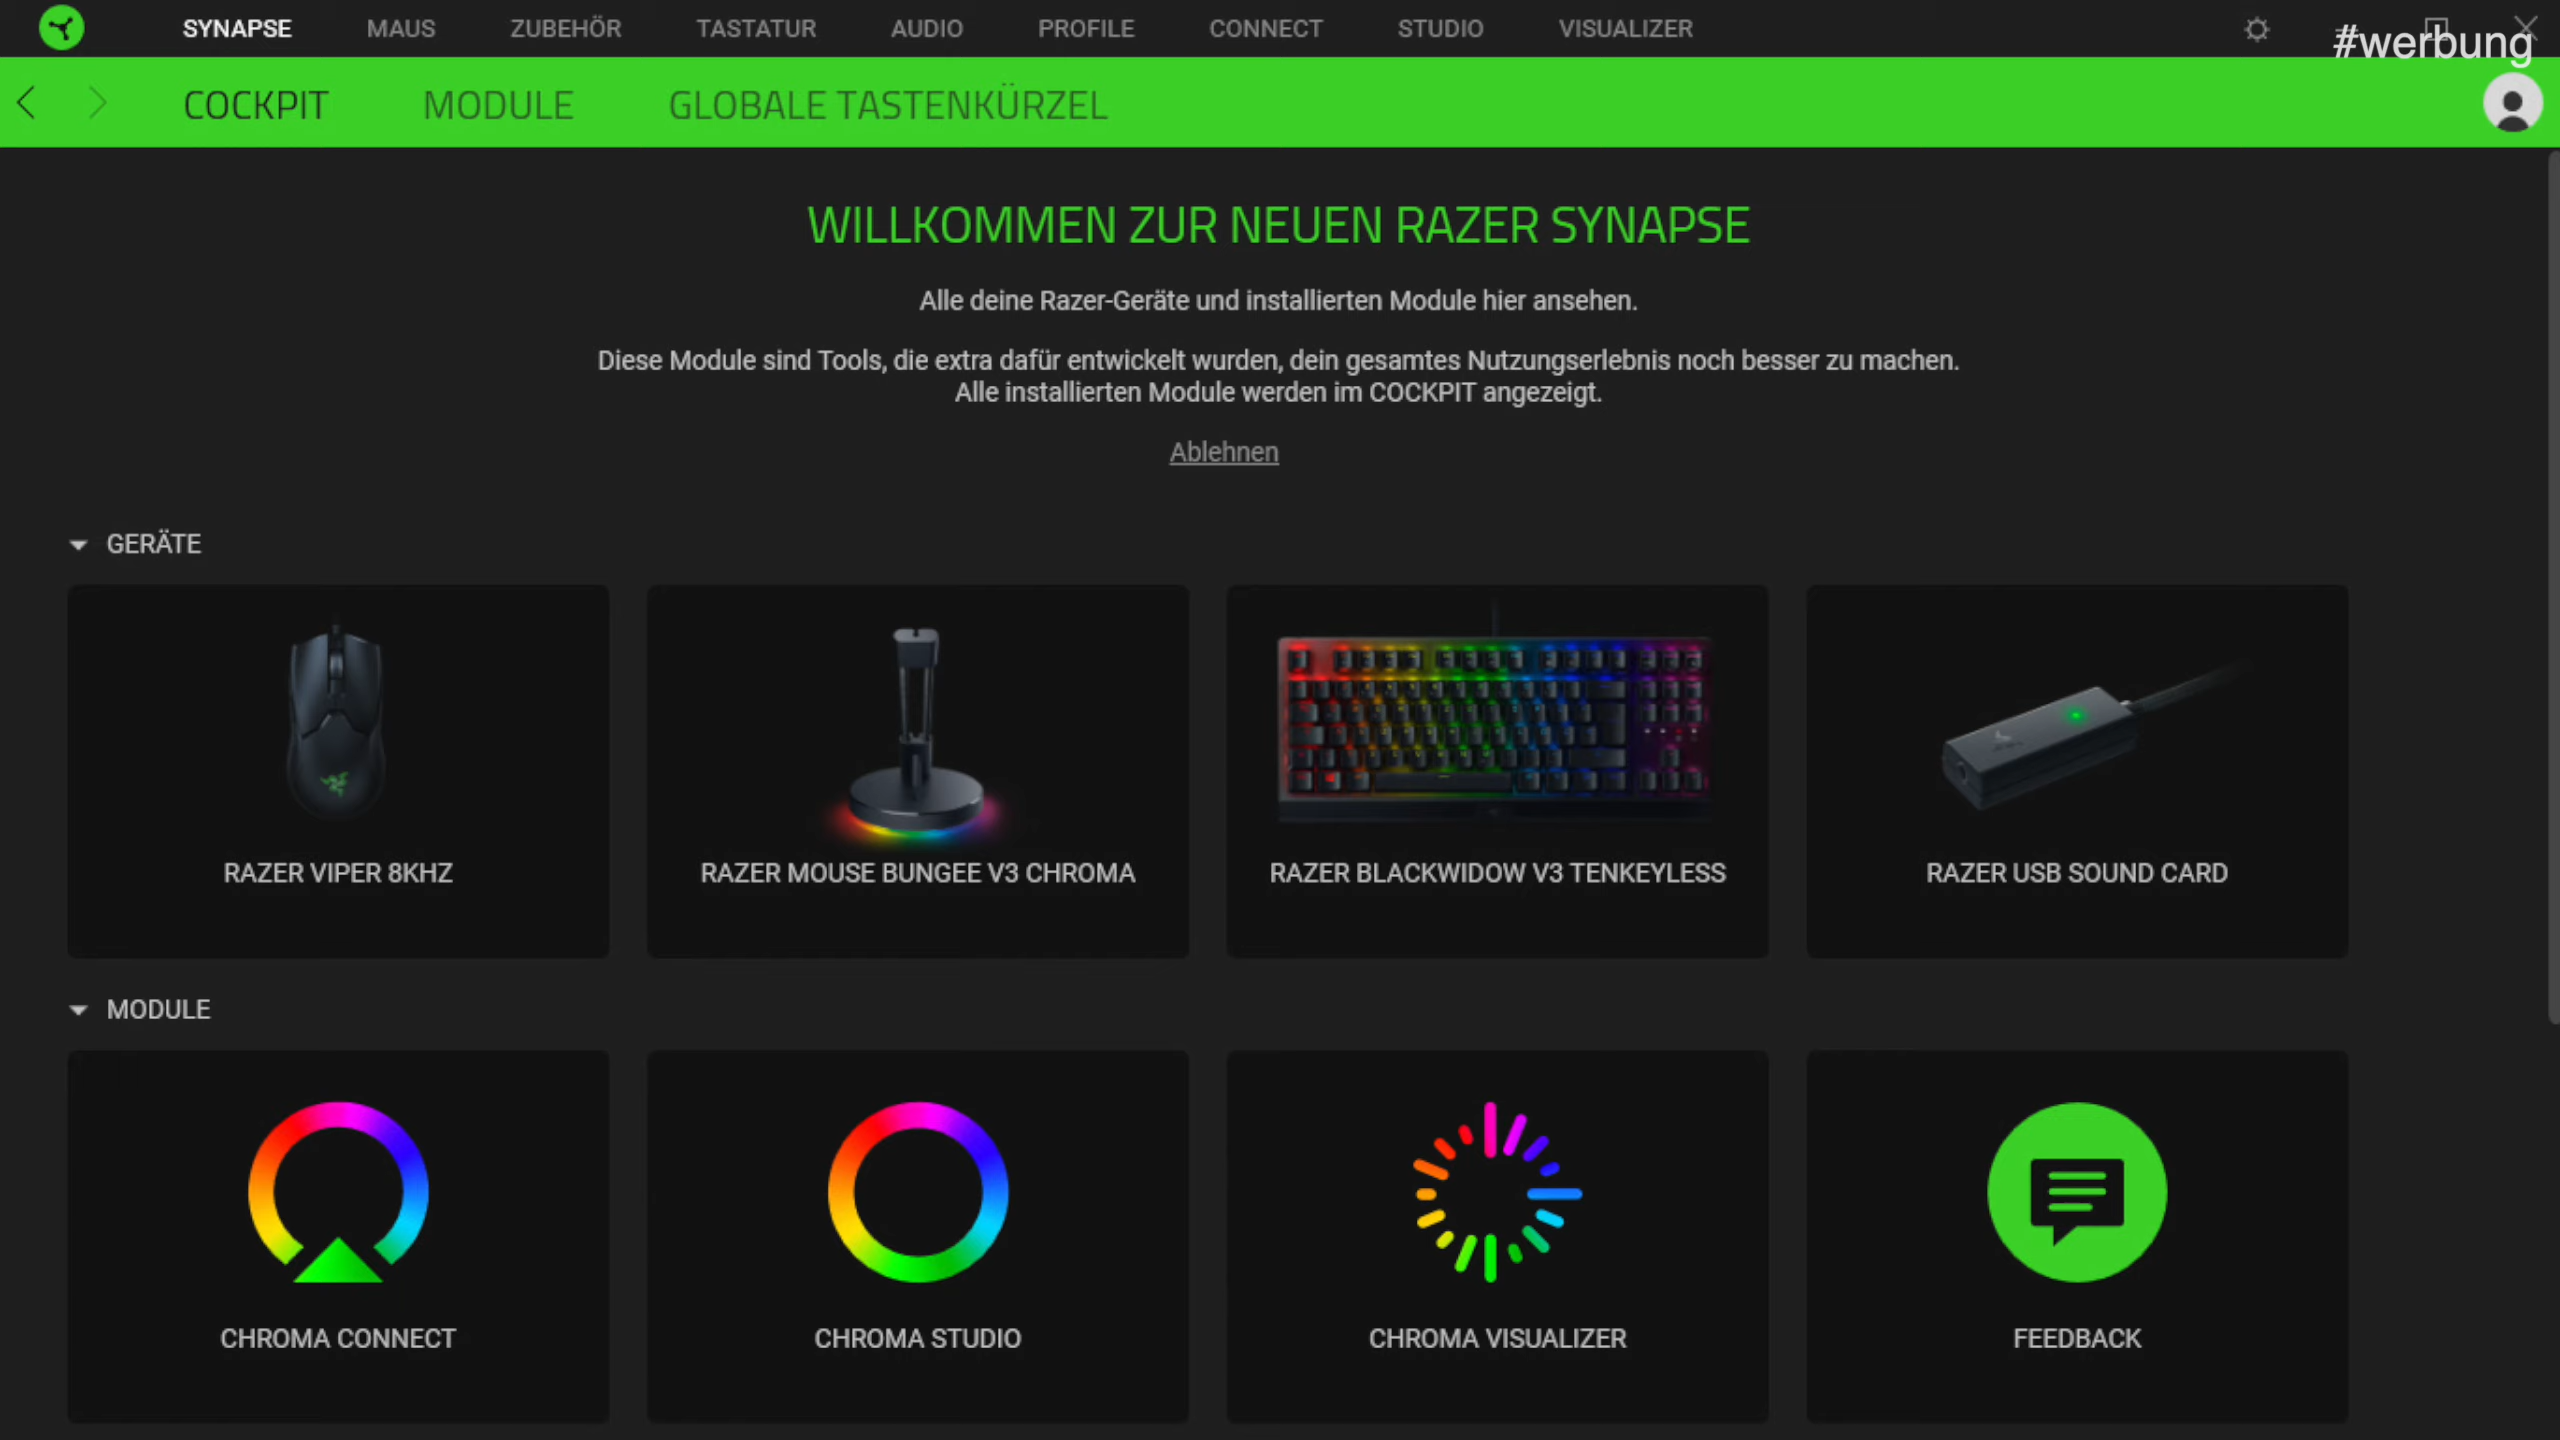 SYNAPSE MAUS ZUBEHÖR TASTATUR AUDIO PROFILE CONNECT STUDIO VISUALIZER
#werbung
COCKPIT MODULE GLOBALE TASTENKÜRZEL
WILLKOMMEN ZUR NEUEN RAZER SYNAPSE
Alle deine Razer-Geräte und installierten Module hier ansehen.
Diese Module sind Tools, die extra dafür entwickelt wurden, dein gesamtes Nutzungserlebnis noch besser zu machen.
Alle installierten Module werden im COCKPIT angezeigt.
Ablehnen
GERÄTE
RAZER VIPER 8KHZ
RAZER MOUSE BUNGEE V3 CHROMA
RAZER BLACKWIDOW V3 TENKEYLESS
RAZER USB SOUND CARD
MODULE
CHROMA CONNECT
CHROMA STUDIO
CHROMA VISUALIZER
FEEDBACK